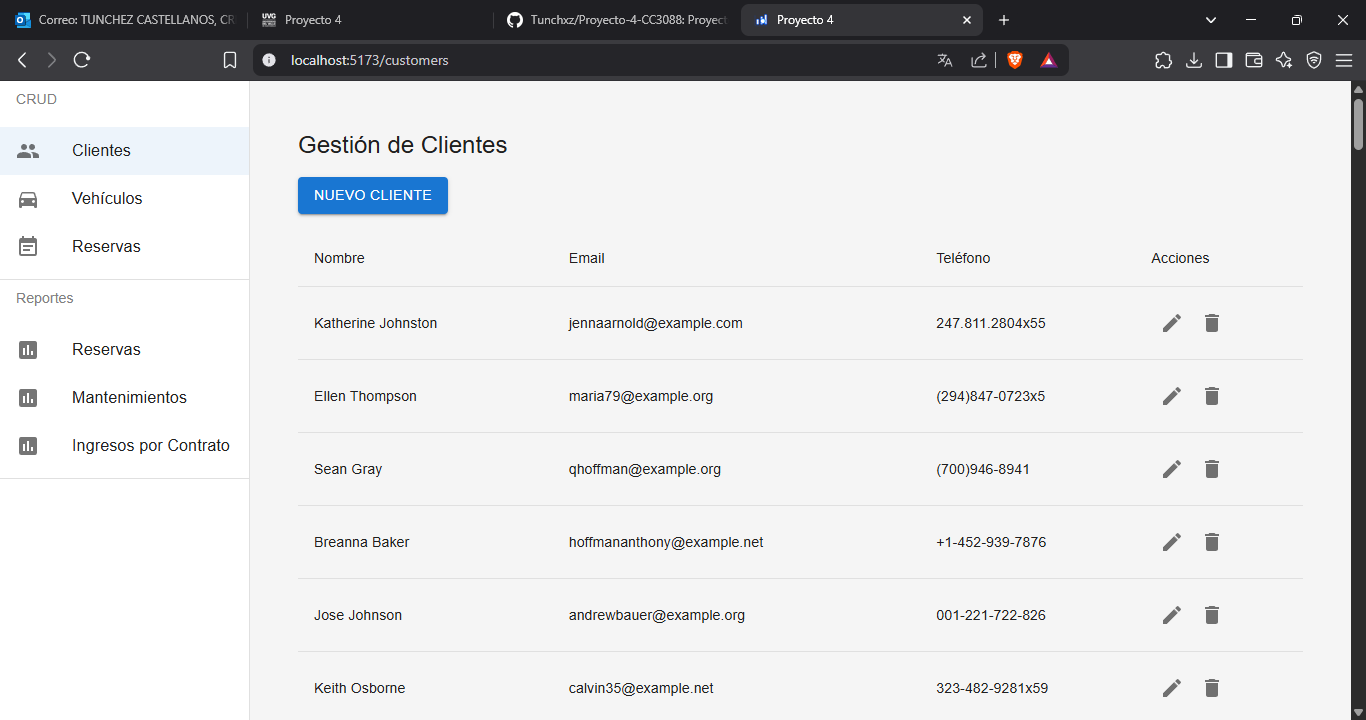 Correo: TUNCHEZ CASTELLANOS, CR
UVG
Proyecto 4
Tunchxz/Proyecto-4-CC3088: Proyect
Proyecto 4
localhost:5173/customers
CRUD
Clientes
Vehículos
Reservas
Reportes
Reservas
Mantenimientos
Ingresos por Contrato
Gestión de Clientes
NUEVO CLIENTE
Nombre Email Teléfono Acciones
Katherine Johnston jennaarnold@example.com 247.811.2804x55
Ellen Thompson maria79@example.org (294)847-0723x5
Sean Gray qhoffman@example.org (700)946-8941
Breanna Baker hoffmananthony@example.net +1-452-939-7876
Jose Johnson andrewbauer@example.org 001-221-722-826
Keith Osborne calvin35@example.net 323-482-9281x59